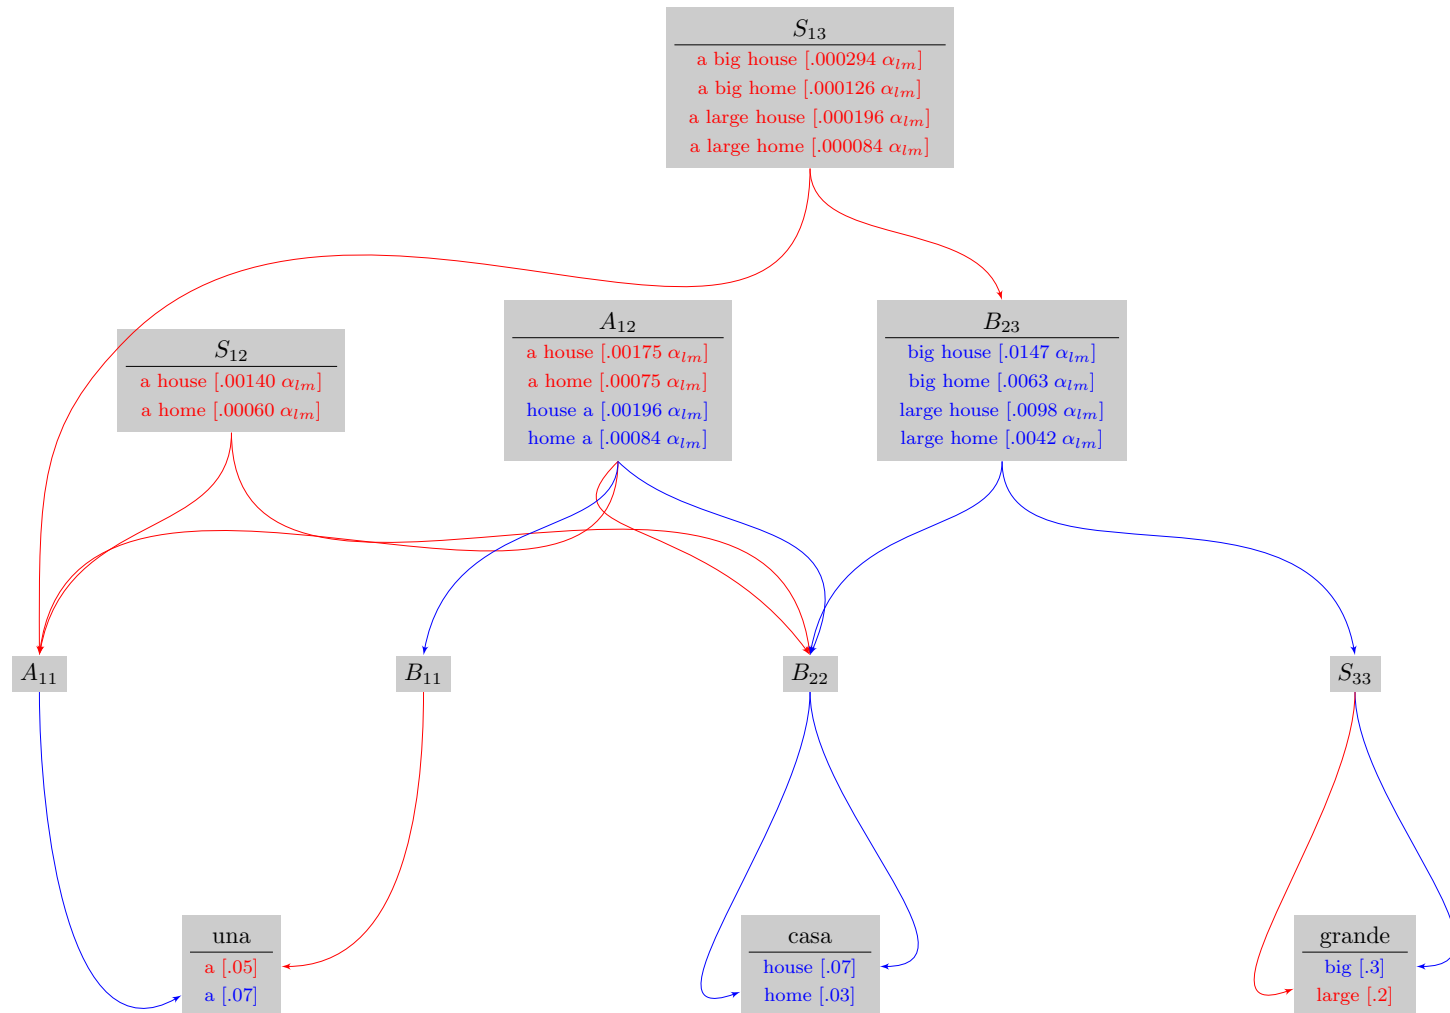 S₁₃
a big house [.000294 αₗₘ]
a big home [.000126 αₗₘ]
a large house [.000196 αₗₘ]
a large home [.000084 αₗₘ]
S₁₂
a house [.00140 αₗₘ]
a home [.00060 αₗₘ]
A₁₂
a house [.00175 αₗₘ]
a home [.00075 αₗₘ]
house a [.00196 αₗₘ]
home a [.00084 αₗₘ]
B₂₃
big house [.0147 αₗₘ]
big home [.0063 αₗₘ]
large house [.0098 αₗₘ]
large home [.0042 αₗₘ]
A₁₁
B₁₁
B₂₂
S₃₃
una
a [.05]
a [.07]
casa
house [.07]
home [.03]
grande
big [.3]
large [.2]